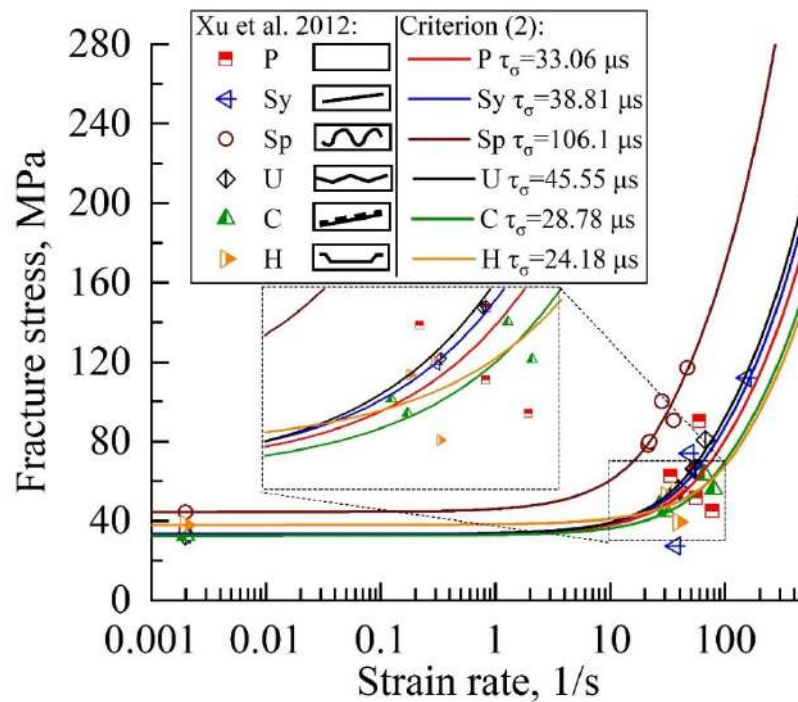 Xu et al. 2012: Criterion (2):
P P τσ=33.06 μs
Sy Sy τσ=38.81 μs
Sp Sp τσ=106.1 μs
U U τσ=45.55 μs
C C τσ=28.78 μs
H H τσ=24.18 μs
Fracture stress, MPa
280
240
200
160
120
80
40
0
0.001 0.01 0.1 1 10 100
Strain rate, 1/s